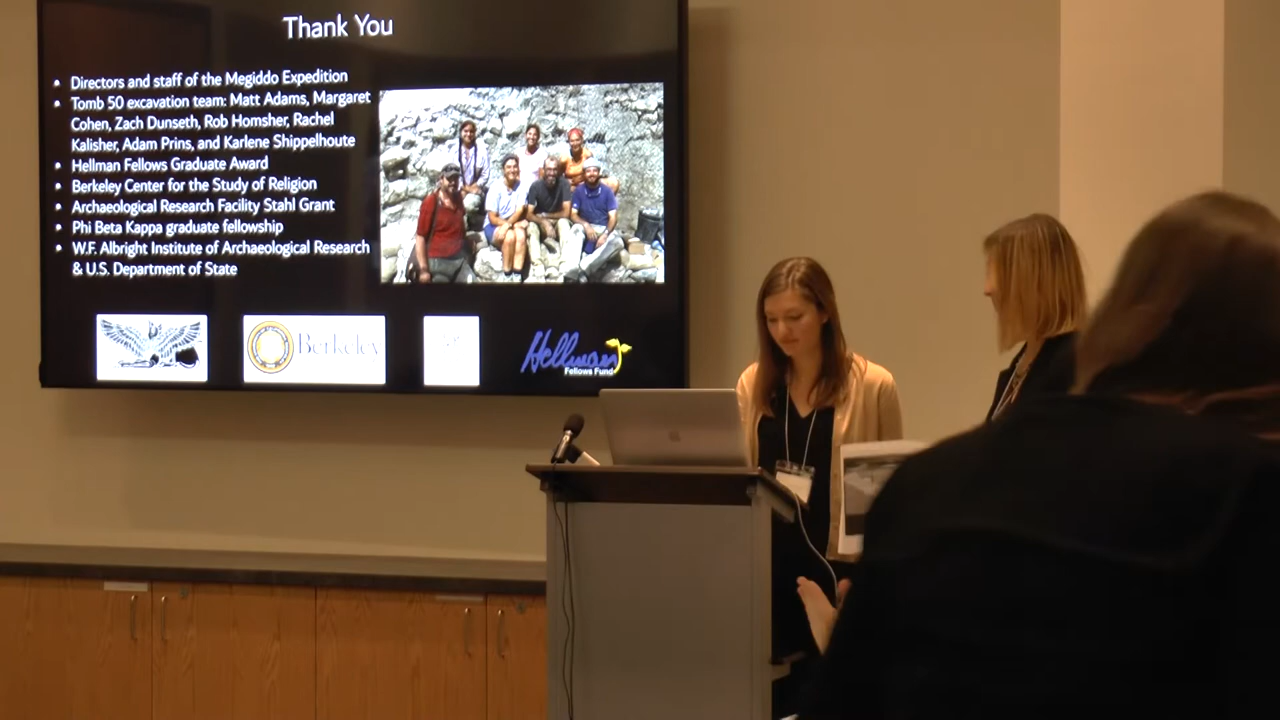 Thank You
• Directors and staff of the Megiddo Expedition
• Tomb 50 excavation team: Matt Adams, Margaret
Cohen, Zach Dunseth, Rob Homsher, Rachel
Kalisher, Adam Prins, and Karlene Shippelhoute
• Hellman Fellows Graduate Award
• Berkeley Center for the Study of Religion
• Archaeological Research Facility Stahl Grant
• Phi Beta Kappa graduate fellowship
• W.F. Albright Institute of Archaeological Research
& U.S. Department of State
Berkeley
Hellman
Fellows Fund